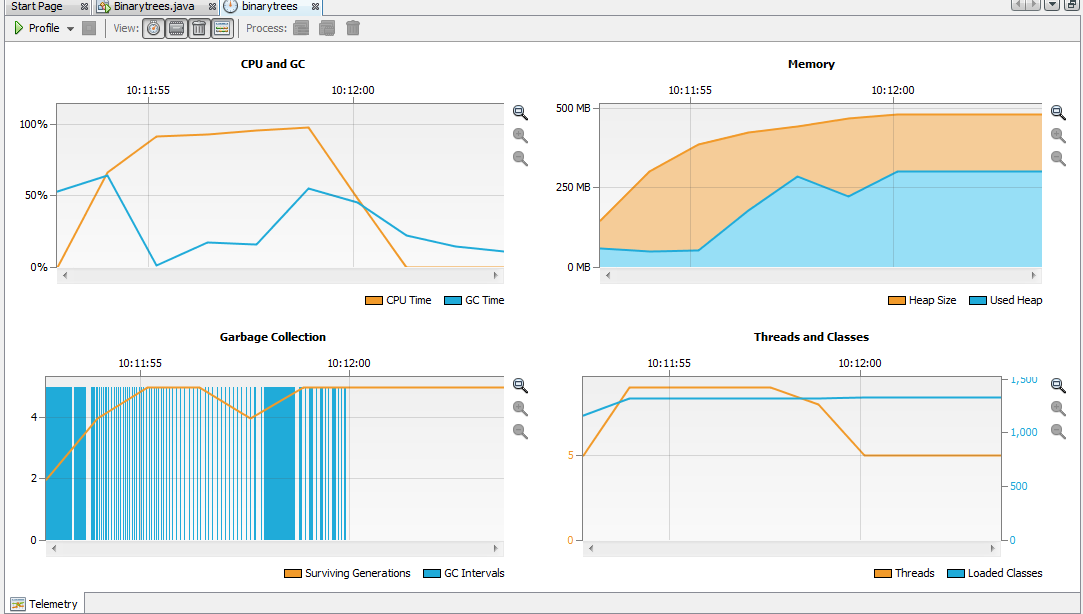 Start Page Binarytrees.java binarytrees
Profile View: Process:
CPU and GC
10:11:55 10:12:00
100%
50%
0%
CPU Time GC Time
Memory
10:11:55 10:12:00
500 MB
250 MB
0 MB
Heap Size Used Heap
Garbage Collection
10:11:55 10:12:00
4
2
0
Surviving Generations GC Intervals
Threads and Classes
10:11:55 10:12:00
1,500
1,000
5
500
0 0
Threads Loaded Classes
Telemetry